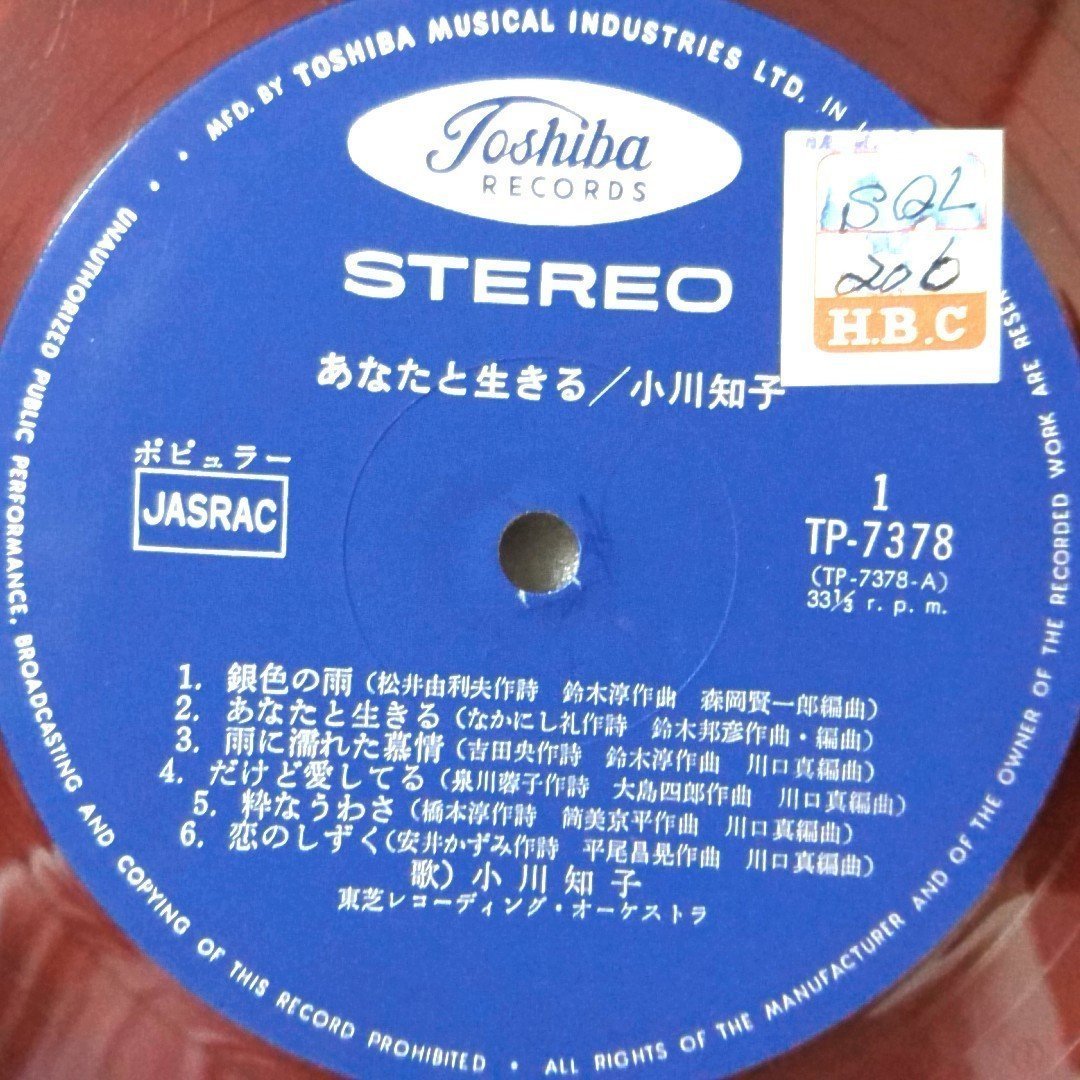 MFD. BY TOSHIBA MUSICAL INDUSTRIES LTD. IN
Toshiba
RECORDS
STEREO
SQL
206
H.B.C
あなたと生きる／小川知子
ポピュラー
JASRAC
1
TP-7378
(TP-7378-A)
33⅓ r. p. m.
1. 銀色の雨 (松井由利夫作詩 鈴木淳作曲 森岡賢一郎編曲)
2. あなたと生きる (なかにし礼作詩 鈴木邦彦作曲・編曲)
3. 雨に濡れた慕情 (吉田央作詩 鈴木淳作曲 川口真編曲)
4. だけど愛してる (泉川蓉子作詩 大島四郎作曲 川口真編曲)
5. 粋なうわさ (橋本淳作詩 筒美京平作曲 川口真編曲)
6. 恋のしずく (安井かずみ作詩 平尾昌晃作曲 川口真編曲)
歌) 小川知子
東芝レコーディング・オーケストラ
UNAUTHORIZED PUBLIC PERFORMANCE, BROADCASTING AND COPYING OF THIS RECORD PROHIBITED • ALL RIGHTS OF THE MANUFACTURER AND OF THE OWNER OF THE RECORDED WORK ARE